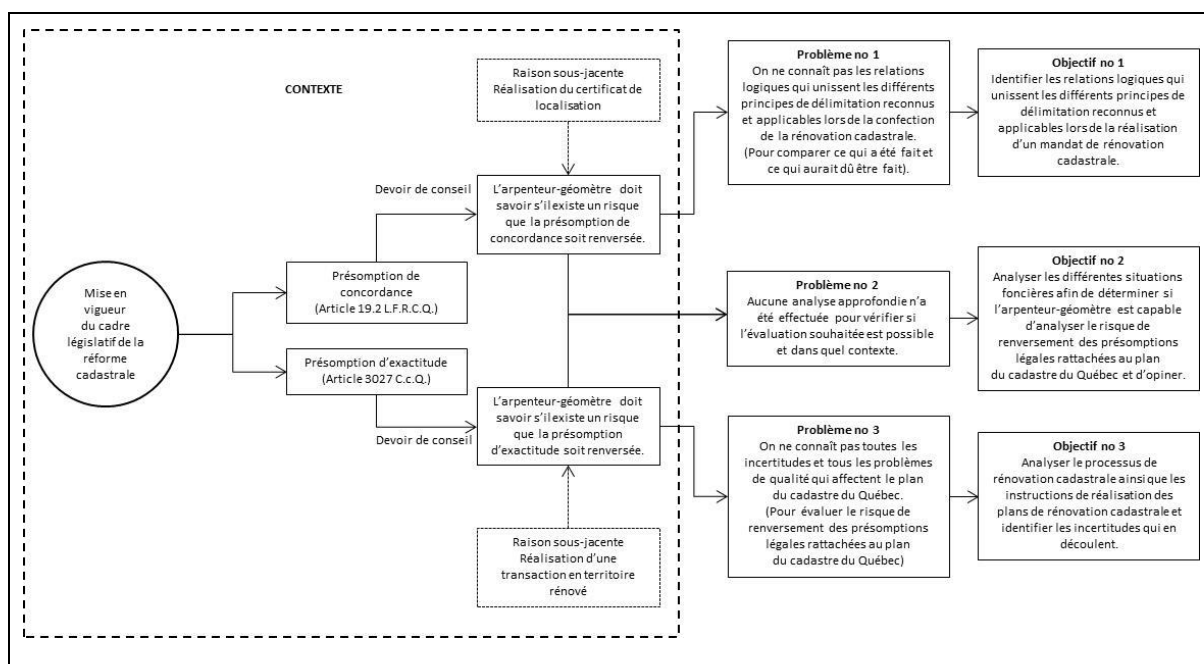 CONTEXTE
Mise en
vigueur
du cadre
législatif de la
réforme
cadastrale
Présomption de
concordance
(Article 19.2 L.F.R.C.Q.)
Présomption d'exactitude
(Article 3027 C.c.Q.)
Devoir de conseil
Devoir de conseil
Raison sous-jacente
Réalisation du certificat de
localisation
L'arpenteur-géomètre doit
savoir s'il existe un risque
que la présomption de
concordance soit renversée.
L'arpenteur-géomètre doit
savoir s'il existe un risque
que la présomption
d'exactitude soit renversée.
Raison sous-jacente
Réalisation d'une
transaction en territoire
rénové
Problème no 1
On ne connaît pas les relations
logiques qui unissent les différents
principes de délimitation reconnus
et applicables lors de la confection
de la rénovation cadastrale.
(Pour comparer ce qui a été fait et
ce qui aurait dû être fait).
Objectif no 1
Identifier les relations logiques qui
unissent les différents principes de
délimitation reconnus et
applicables lors de la réalisation
d'un mandat de rénovation
cadastrale.
Problème no 2
Aucune analyse approfondie n'a
été effectuée pour vérifier si
l'évaluation souhaitée est possible
et dans quel contexte.
Objectif no 2
Analyser les différentes situations
foncières afin de déterminer si
l'arpenteur-géomètre est capable
d'analyser le risque de
renversement des présomptions
légales rattachées au plan
du cadastre du Québec et d'opiner.
Problème no 3
On ne connaît pas toutes les
incertitudes et tous les problèmes
de qualité qui affectent le plan
du cadastre du Québec.
(Pour évaluer le risque de
renversement des présomptions
légales rattachées au plan
du cadastre du Québec)
Objectif no 3
Analyser le processus de
rénovation cadastrale ainsi que les
instructions de réalisation des
plans de rénovation cadastrale et
identifier les incertitudes qui en
découlent.